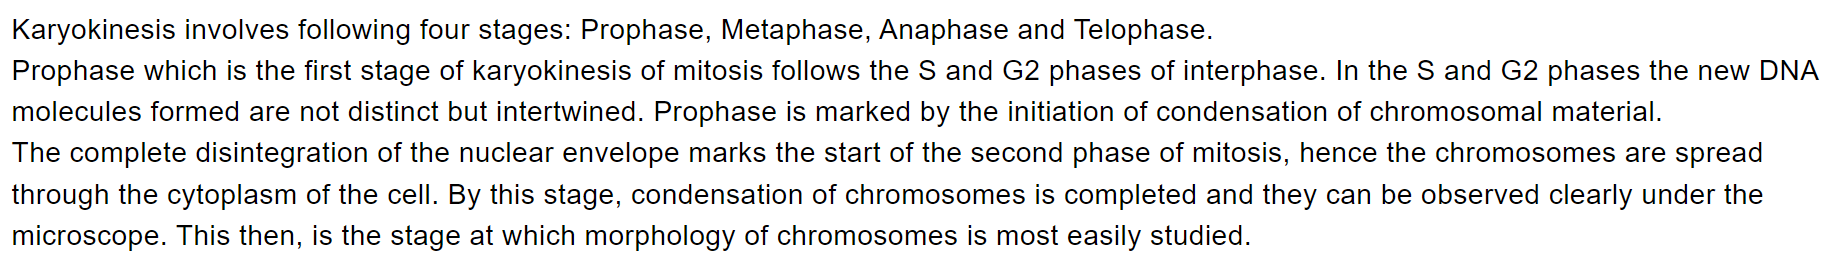 Karyokinesis involves following four stages: Prophase, Metaphase, Anaphase and Telophase.
Prophase which is the first stage of karyokinesis of mitosis follows the S and G2 phases of interphase. In the S and G2 phases the new DNA
molecules formed are not distinct but intertwined. Prophase is marked by the initiation of condensation of chromosomal material.
The complete disintegration of the nuclear envelope marks the start of the second phase of mitosis, hence the chromosomes are spread
through the cytoplasm of the cell. By this stage, condensation of chromosomes is completed and they can be observed clearly under the
microscope. This then, is the stage at which morphology of chromosomes is most easily studied.